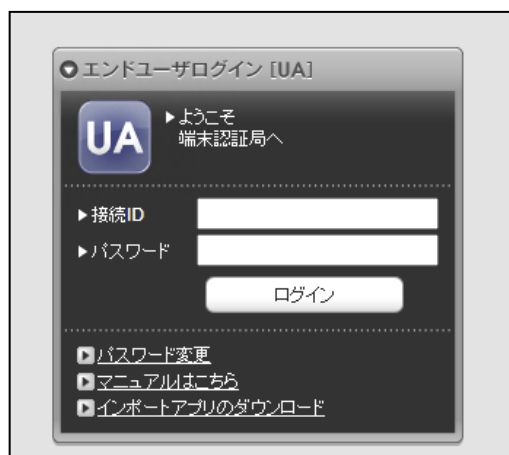 エンドユーザログイン [UA]
UA
ようこそ
端末認証局へ
接続ID
パスワード
ログイン
パスワード変更
マニュアルはこちら
インポートアプリのダウンロード